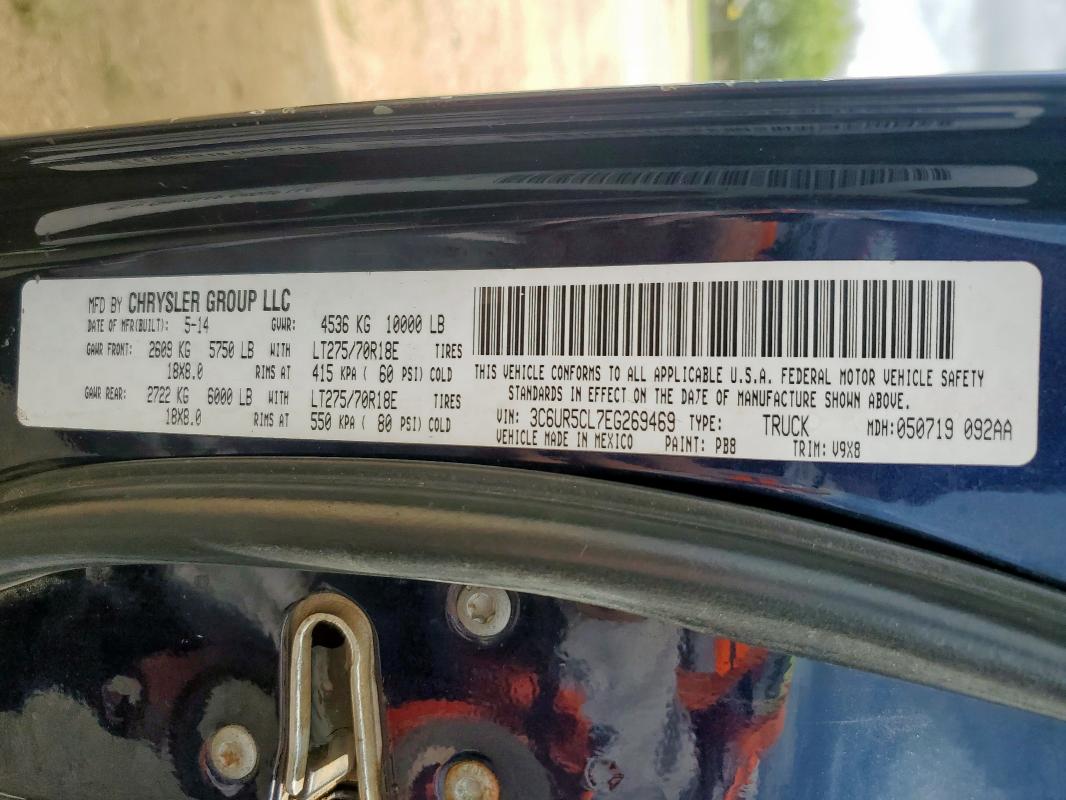 MFD BY CHRYSLER GROUP LLC
DATE OF MFR(BUILT): 5-14 GVWR: 4536 KG 10000 LB
GAWR FRONT: 2609 KG 5750 LB WITH LT275/70R18E TIRES
18X8.0 RIMS AT 415 KPA ( 60 PSI) COLD
GAWR REAR: 2722 KG 6000 LB WITH LT275/70R18E TIRES
18X8.0 RIMS AT 550 KPA ( 80 PSI) COLD
THIS VEHICLE CONFORMS TO ALL APPLICABLE U.S.A. FEDERAL MOTOR VEHICLE SAFETY
STANDARDS IN EFFECT ON THE DATE OF MANUFACTURE SHOWN ABOVE.
VIN: 3C6UR5CL7EG269469 TYPE: TRUCK MDH:050719 092AA
VEHICLE MADE IN MEXICO PAINT: PB8 TRIM: V9X8